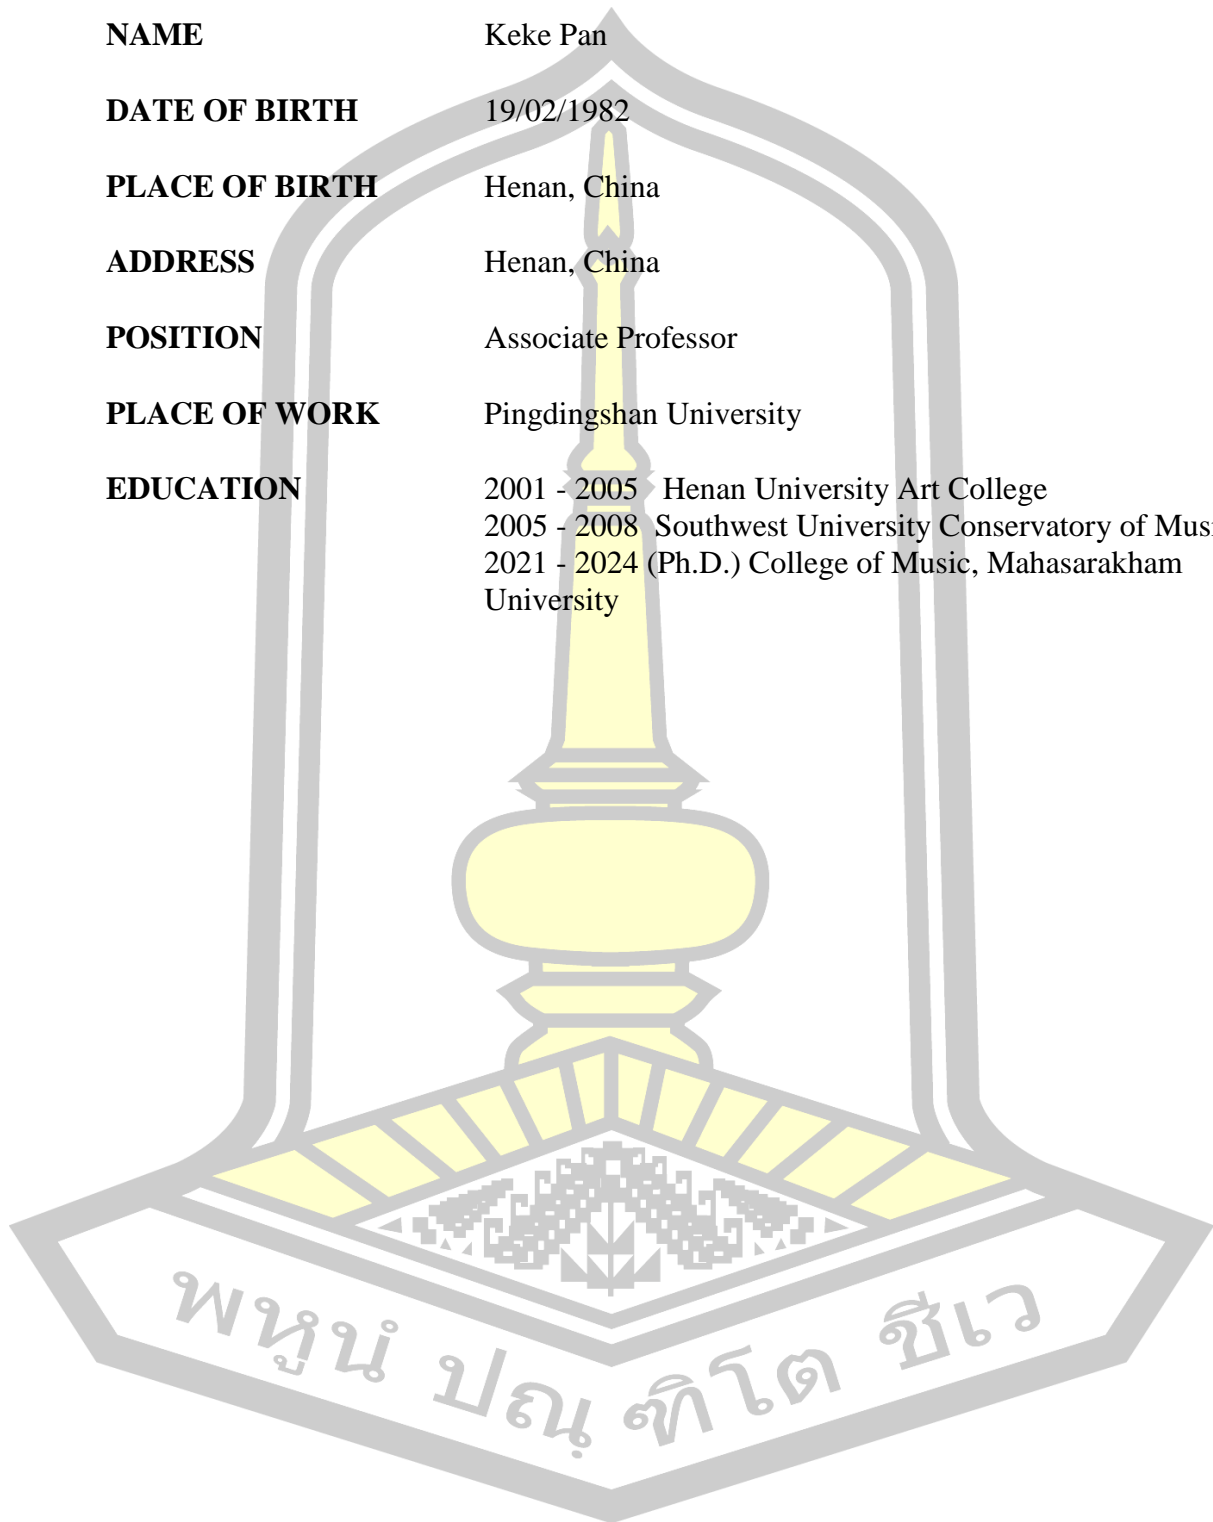 NAME Keke Pan
DATE OF BIRTH 19/02/1982
PLACE OF BIRTH Henan, China
ADDRESS Henan, China
POSITION Associate Professor
PLACE OF WORK Pingdingshan University
EDUCATION 2001 - 2005 Henan University Art College
2005 - 2008 Southwest University Conservatory of
2021 - 2024 (Ph.D.) College of Music, Mahasarakham
University
พหูนํ ปณฺ ฑิโต ชีเว